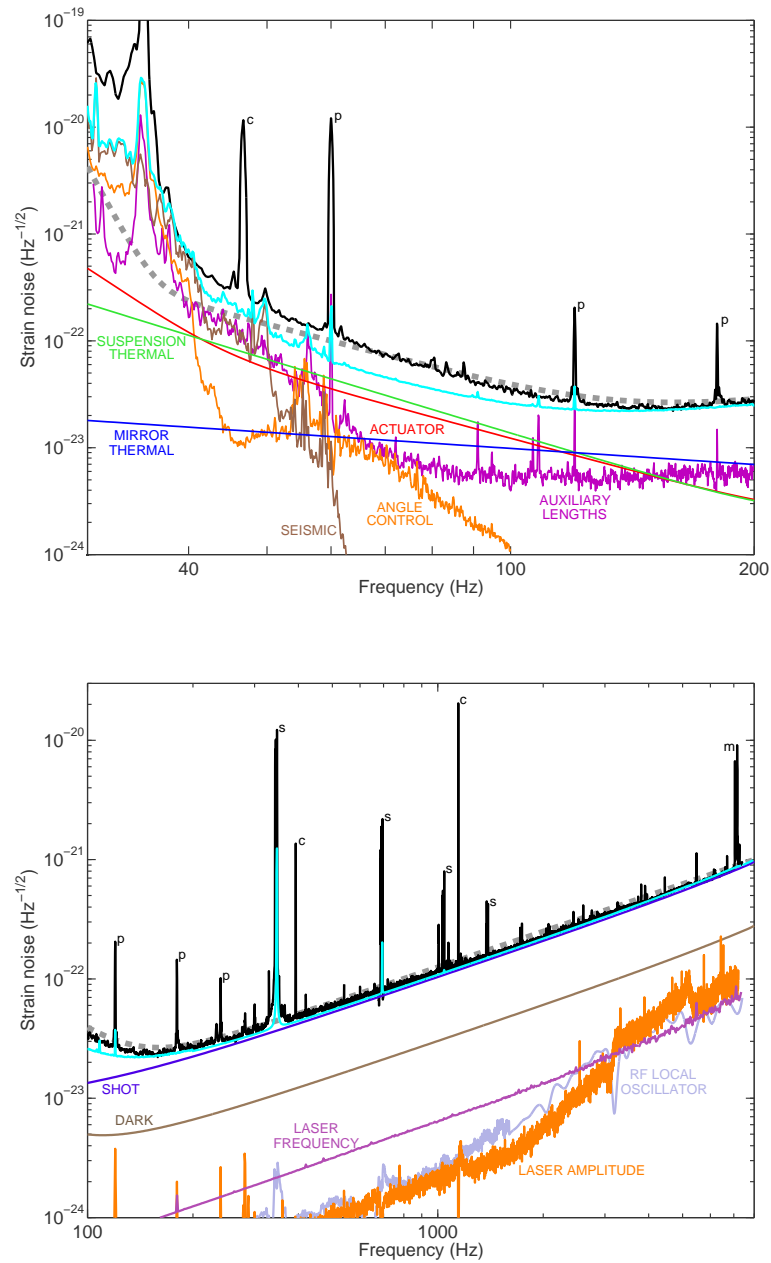 10⁻¹⁹
10⁻²⁰
10⁻²¹
10⁻²²
10⁻²³
10⁻²⁴
Strain noise (Hz⁻¹/²)
c
p
p
p
SUSPENSION
THERMAL
MIRROR
THERMAL
ACTUATOR
SEISMIC
ANGLE
CONTROL
AUXILIARY
LENGTHS
40
100
200
Frequency (Hz)
10⁻²⁰
10⁻²¹
10⁻²²
10⁻²³
10⁻²⁴
Strain noise (Hz⁻¹/²)
p
p
p
s
c
s
s
c
s
m
SHOT
DARK
LASER
FREQUENCY
RF LOCAL
OSCILLATOR
LASER AMPLITUDE
100
1000
Frequency (Hz)